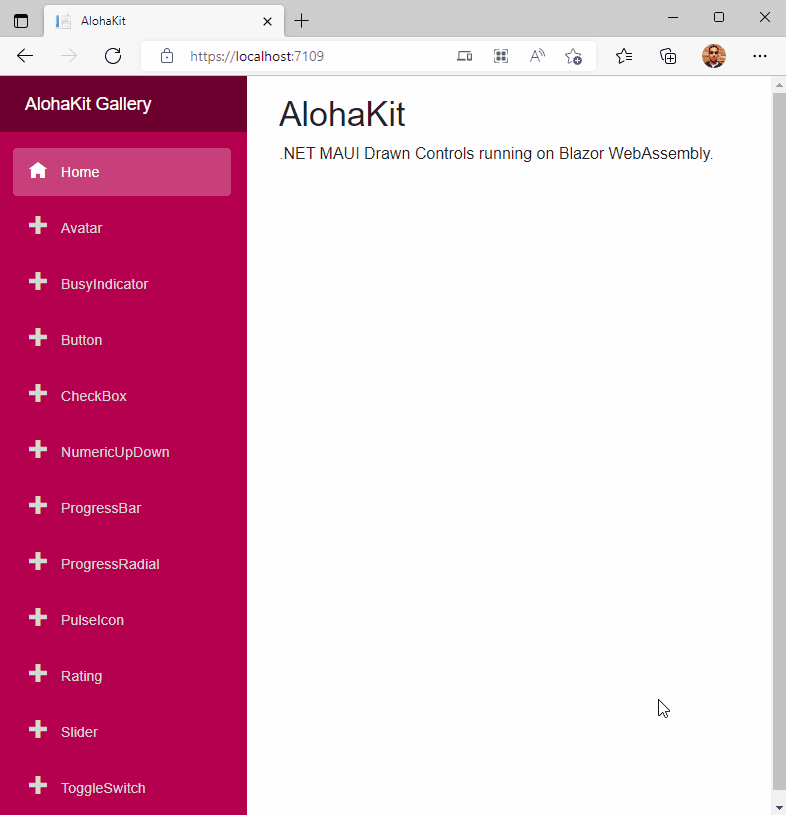 AlohaKit
https://localhost:7109
AlohaKit Gallery
Home
Avatar
BusyIndicator
Button
CheckBox
NumericUpDown
ProgressBar
ProgressRadial
PulseIcon
Rating
Slider
ToggleSwitch
AlohaKit
.NET MAUI Drawn Controls running on Blazor WebAssembly.